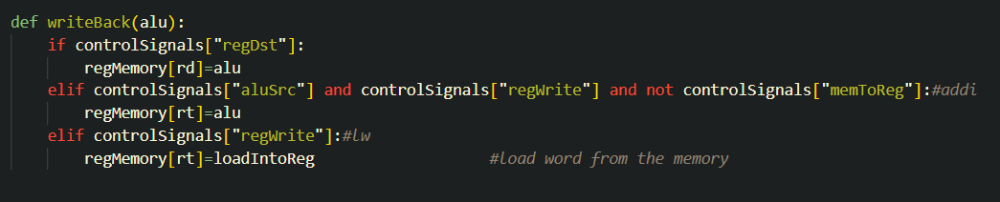 def writeBack(alu):
    if controlSignals["regDst"]:
        regMemory[rd]=alu
    elif controlSignals["aluSrc"] and controlSignals["regWrite"] and not controlSignals["memToReg"]:#addi
        regMemory[rt]=alu
    elif controlSignals["regWrite"]:#lw
        regMemory[rt]=loadIntoReg                #load word from the memory